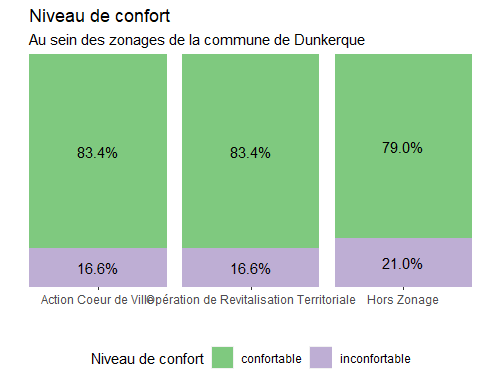 Niveau de confort
Au sein des zonages de la commune de Dunkerque
83.4% 83.4% 79.0%
16.6% 16.6% 21.0%
Action Coeur de Ville Opération de Revitalisation Territoriale Hors Zonage
Niveau de confort confortable inconfortable